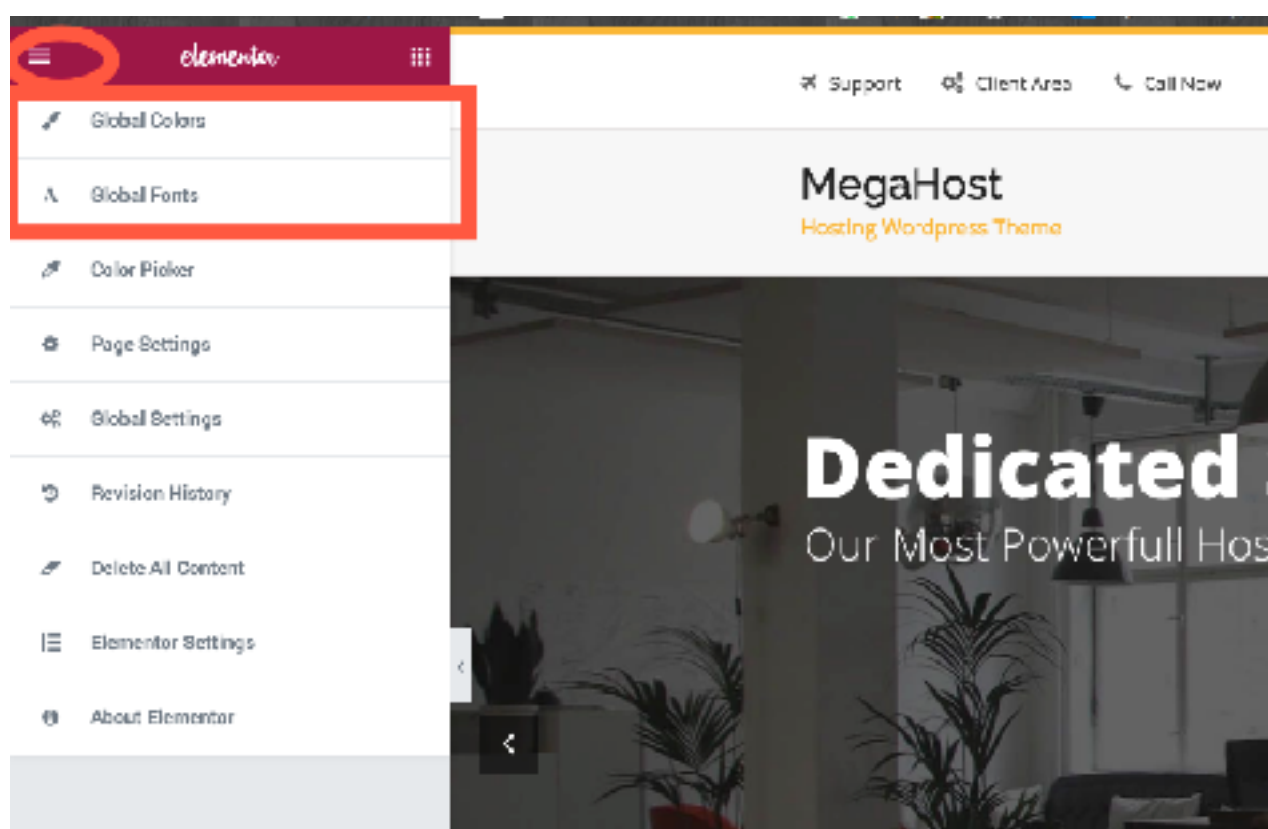 elementor
Global Colors
Global Fonts
Color Picker
Page Settings
Global Settings
Revision History
Delete All Content
Elementor Settings
About Elementor
Support Client Area Call Now
MegaHost
Hosting Wordpress Theme
Dedicated
Our Most Powerfull Hos